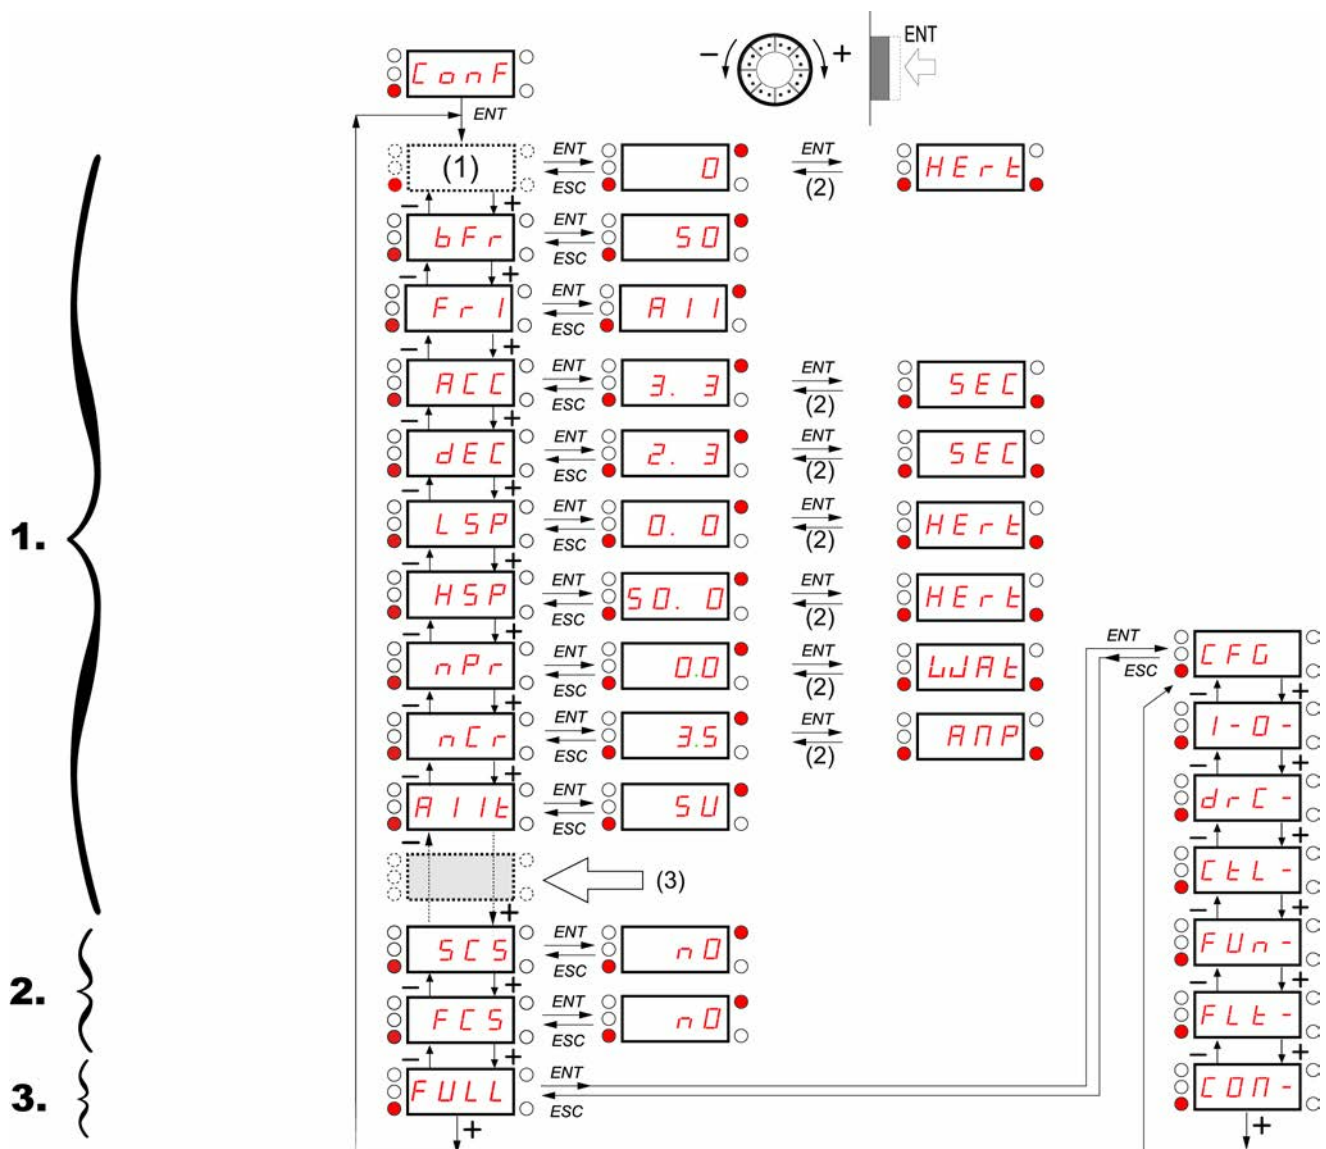 ENT
- +
ConF
ENT
(1) ENT ESC 0 ENT (2) HErt
- +
bFr ENT ESC 50
- +
Fr1 ENT ESC A11
- +
ACC ENT ESC 3. 3 ENT (2) SEC
- +
dEC ENT ESC 2. 3 ENT (2) SEC
- +
1. LSP ENT ESC 0. 0 ENT (2) HErt
- +
HSP ENT ESC 50. 0 ENT (2) HErt
- +
nPr ENT ESC 0.0 ENT (2) WAt ENT ESC CFG
- + - +
nCr ENT ESC 3.5 ENT (2) AMP I-O-
- + - +
A11t ENT ESC 5U drC-
- - +
(3) CtL-
+ - +
2. SCS ENT ESC nO FUn-
- + - +
FCS ENT ESC nO FLt-
- + - +
3. FULL ENT ESC COM-
+ +